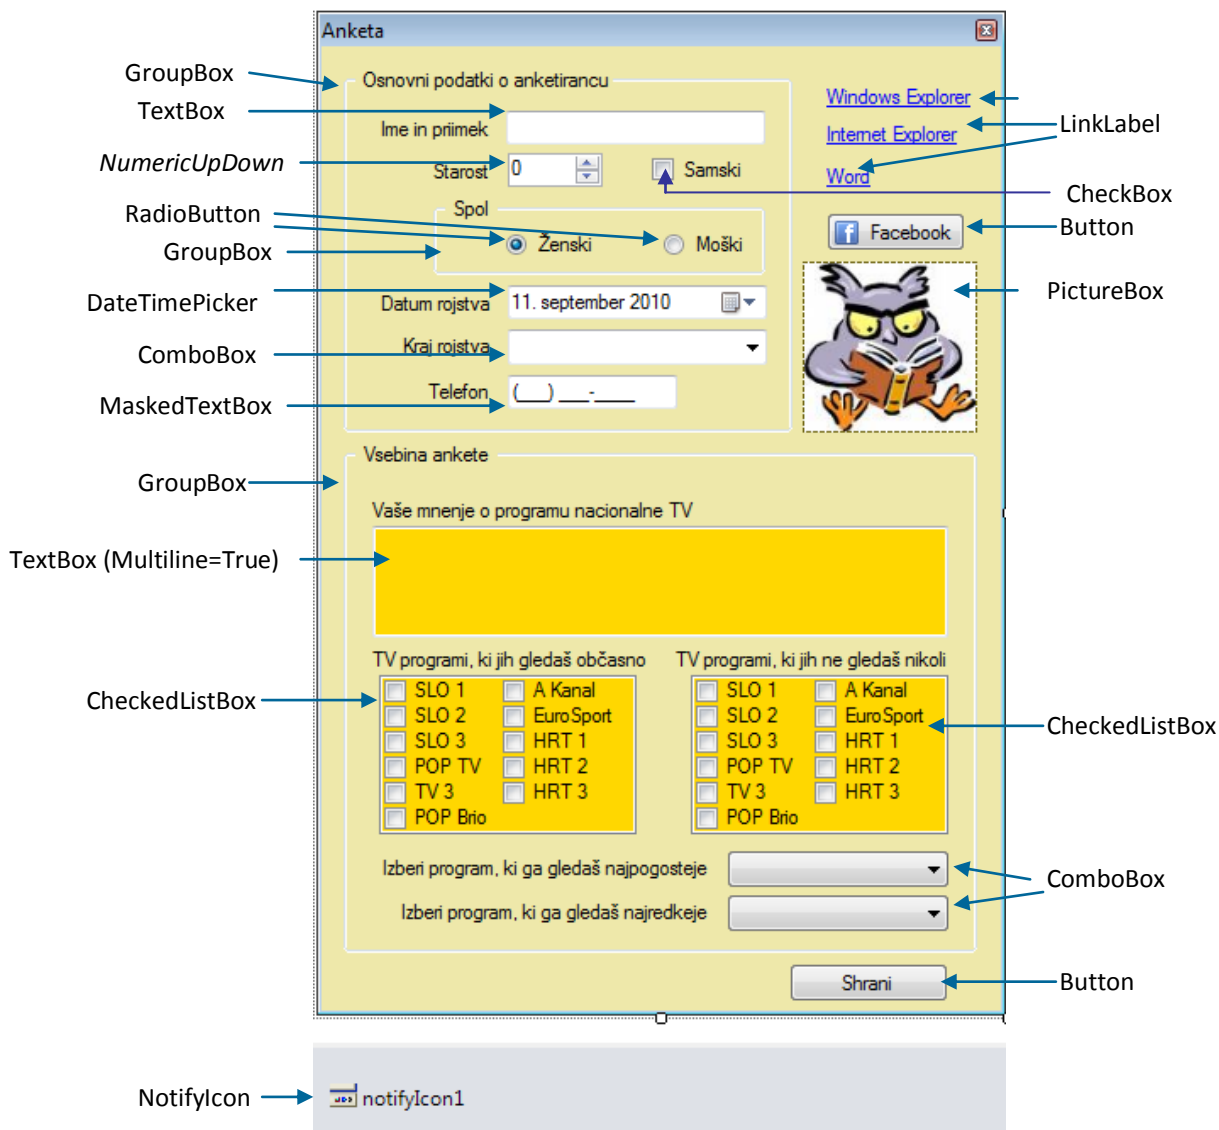 Anketa
GroupBox
Osnovni podatki o anketirancu
TextBox
Ime in priimek
NumericUpDown
Starost
0
Samski
RadioButton
Spol
GroupBox
Ženski
Moški
DateTimePicker
Datum rojstva
11. september 2010
ComboBox
Kraj rojstva
MaskedTextBox
Telefon
(___) ___-____
Windows Explorer
Internet Explorer
LinkLabel
Word
CheckBox
Facebook
Button
PictureBox
Vsebina ankete
GroupBox
Vaše mnenje o programu nacionalne TV
TextBox (Multiline=True)
TV programi, ki jih gledaš občasno
TV programi, ki jih ne gledaš nikoli
CheckedListBox
SLO 1
A Kanal
SLO 2
EuroSport
SLO 3
HRT 1
POP TV
HRT 2
TV 3
HRT 3
POP Brio
SLO 1
A Kanal
SLO 2
EuroSport
SLO 3
HRT 1
POP TV
HRT 2
TV 3
HRT 3
POP Brio
CheckedListBox
Izberi program, ki ga gledaš najpogosteje
Izberi program, ki ga gledaš najredkeje
ComboBox
Shrani
Button
NotifyIcon
notifyIcon1